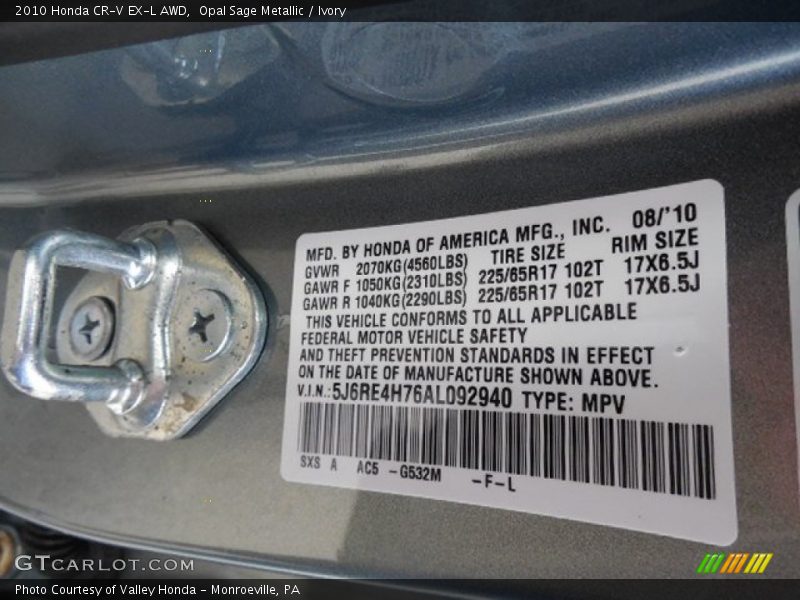 2010 Honda CR-V EX-L AWD,  Opal Sage Metallic / Ivory
MFD. BY HONDA OF AMERICA MFG., INC. 08/'10
GVWR 2070KG(4560LBS) TIRE SIZE RIM SIZE
GAWR F 1050KG(2310LBS) 225/65R17 102T 17X6.5J
GAWR R 1040KG(2290LBS) 225/65R17 102T 17X6.5J
THIS VEHICLE CONFORMS TO ALL APPLICABLE
FEDERAL MOTOR VEHICLE SAFETY
AND THEFT PREVENTION STANDARDS IN EFFECT
ON THE DATE OF MANUFACTURE SHOWN ABOVE.
V.I.N.:5J6RE4H76AL092940 TYPE: MPV
SXS A AC5 -G532M -F-L
GTCARLOT.COM
Photo Courtesy of Valley Honda - Monroeville, PA